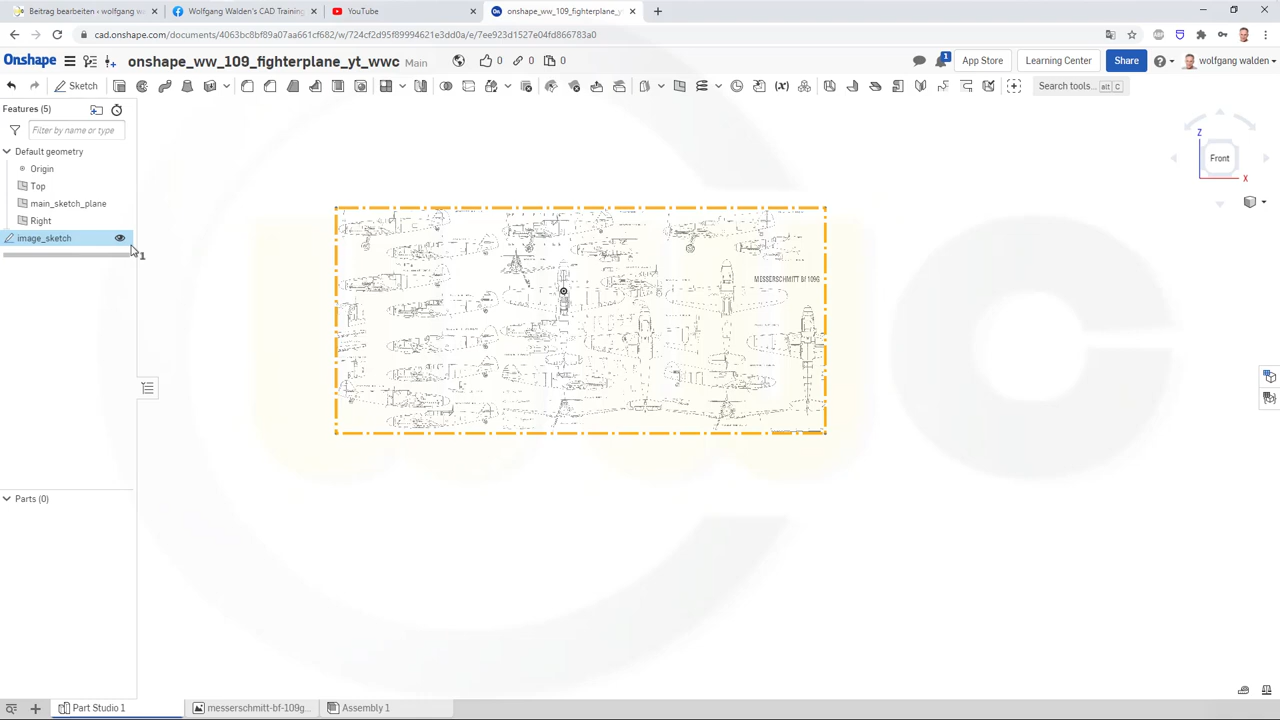 Beitrag bearbeiten ‹ wolfgang w
Wolfgang Walden's CAD Training
YouTube
onshape_ww_109_fighterplane_yt
cad.onshape.com/documents/4063bc8bf89a07aa661cf682/w/724cf2d95f89994621e3dd0a/e/7ee923d1527e04fd866783a0
Onshape
onshape_ww_109_fighterplane_yt_wwc Main
0 0 0
1
App Store
Learning Center
Share
wolfgang walden
Sketch
Search tools... alt C
Features (5)
Filter by name or type
Default geometry
Origin
Top
main_sketch_plane
Right
image_sketch
1
Z
Front
X
MESSERSCHMITT Bf 109G
Parts (0)
Part Studio 1
messerschmitt-bf-109g...
Assembly 1